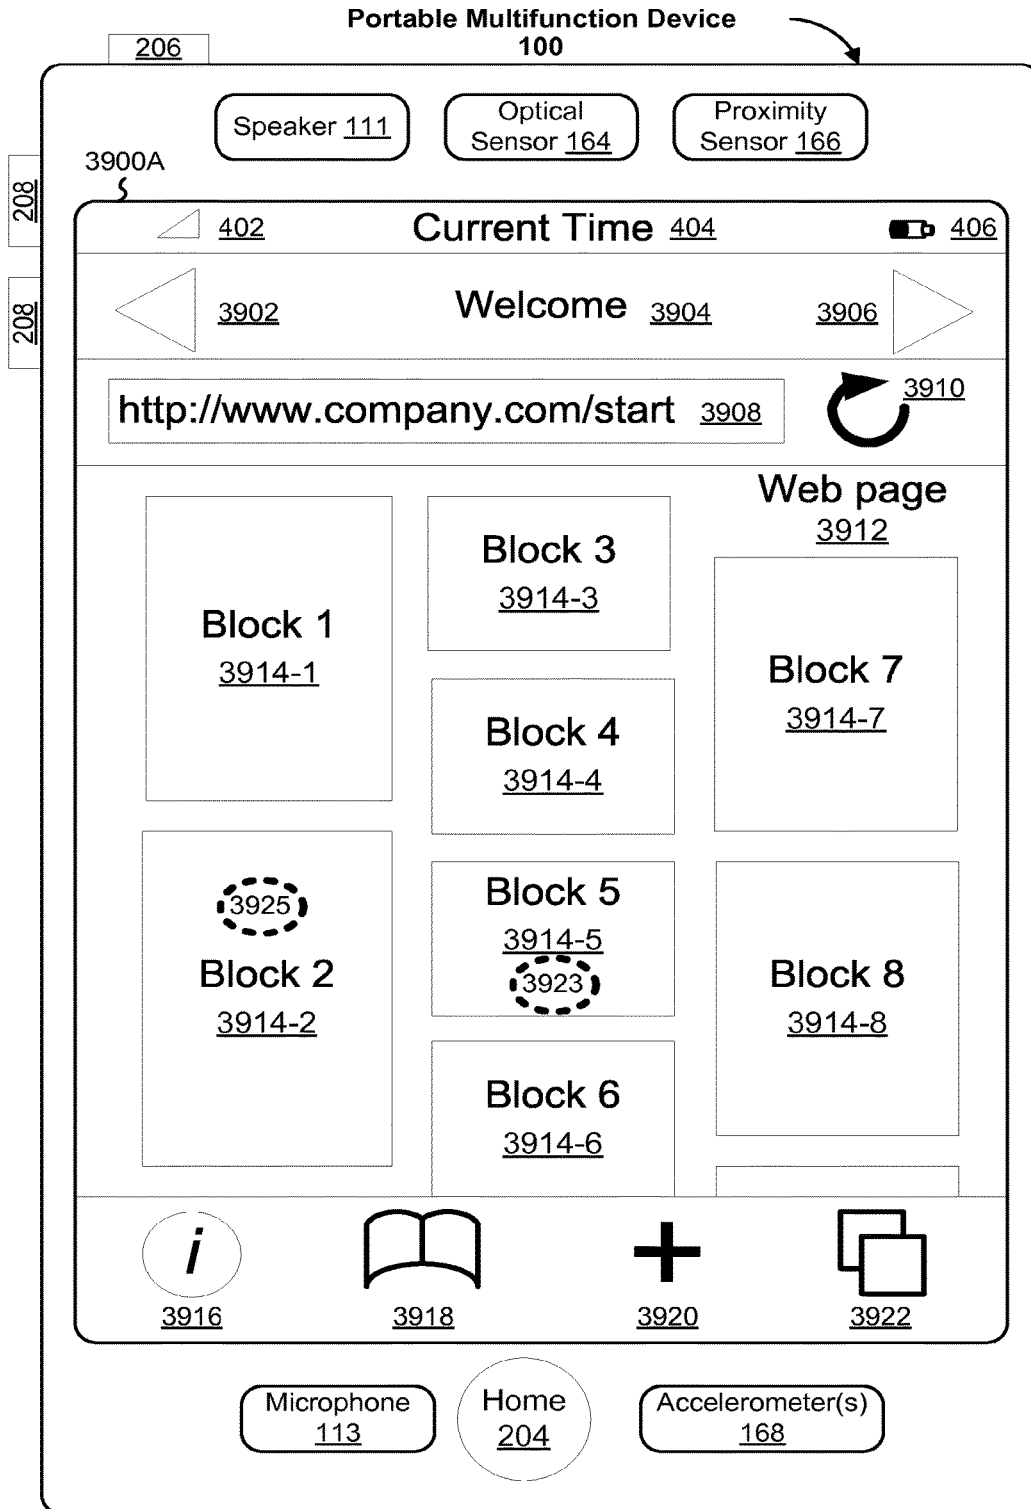 Portable Multifunction Device
100
206
Speaker 111
Optical
Sensor 164
Proximity
Sensor 166
3900A
208
208
402
Current Time 404
406
3902
Welcome 3904
3906
http://www.company.com/start 3908
3910
Web page
3912
Block 1
3914-1
Block 2
3914-2
3925
Block 3
3914-3
Block 4
3914-4
Block 5
3914-5
3923
Block 6
3914-6
Block 7
3914-7
Block 8
3914-8
i
3916
3918
3920
3922
Microphone
113
Home
204
Accelerometer(s)
168